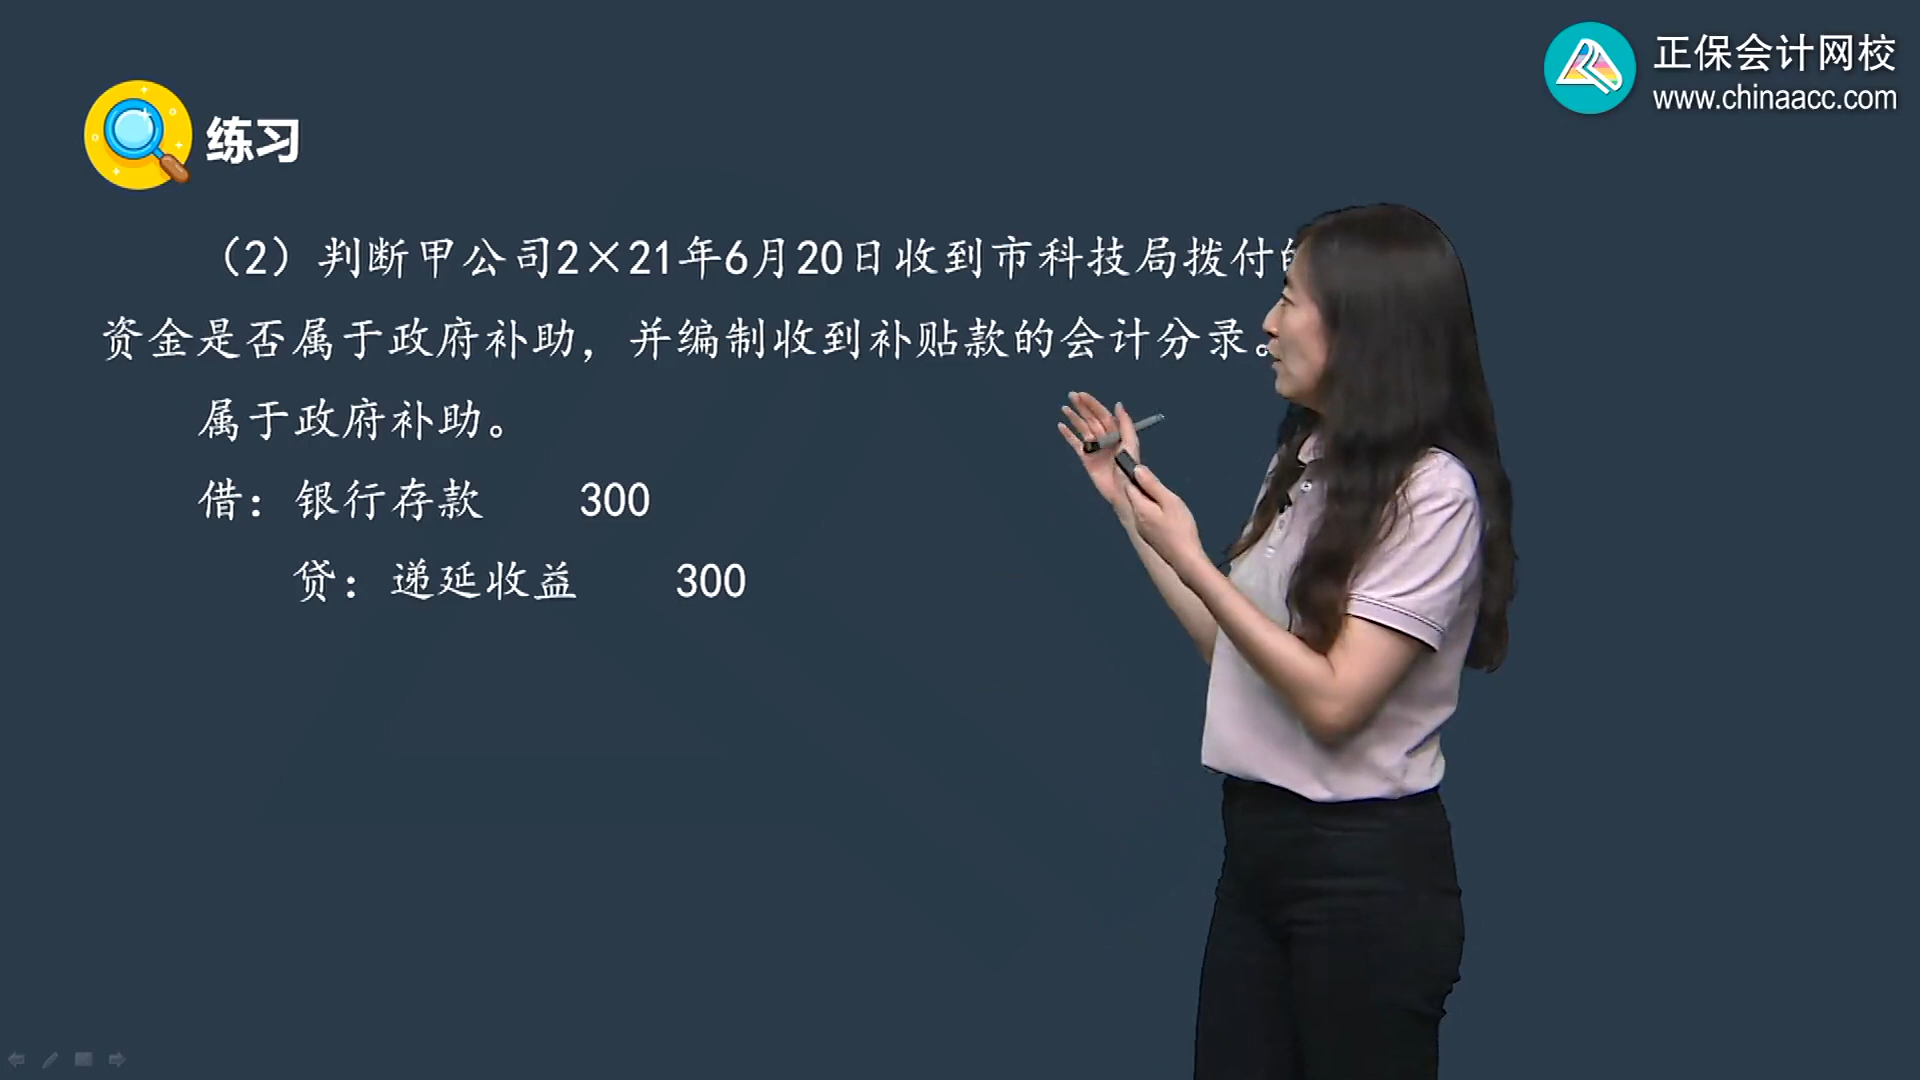 正保会计网校
www.chinaacc.com
练习
（2）判断甲公司2×21年6月20日收到市科技局拨付的
资金是否属于政府补助，并编制收到补贴款的会计分录。
属于政府补助。
借：银行存款 300
贷：递延收益 300